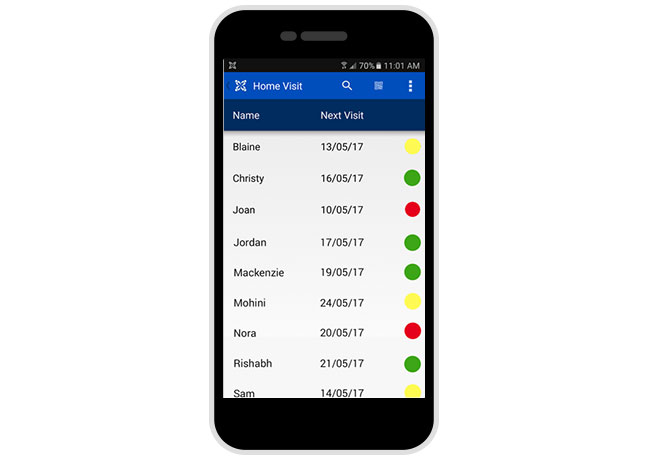 70% 11:01 AM
Home Visit
Name Next Visit
Blaine 13/05/17
Christy 16/05/17
Joan 10/05/17
Jordan 17/05/17
Mackenzie 19/05/17
Mohini 24/05/17
Nora 20/05/17
Rishabh 21/05/17
Sam 14/05/17